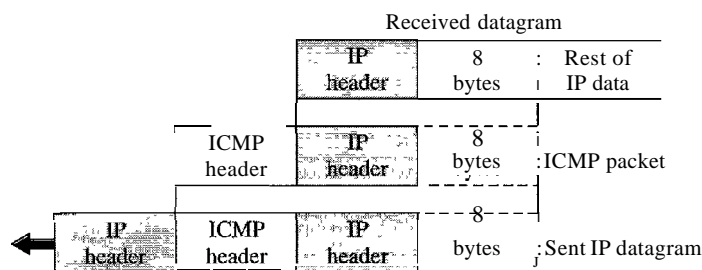 Received datagram
IP
header
8
bytes
: Rest of
IP data
ICMP
header
IP
header
8
bytes
:ICMP packet
IP
header
ICMP
header
IP
header
8
bytes
:Sent IP datagram